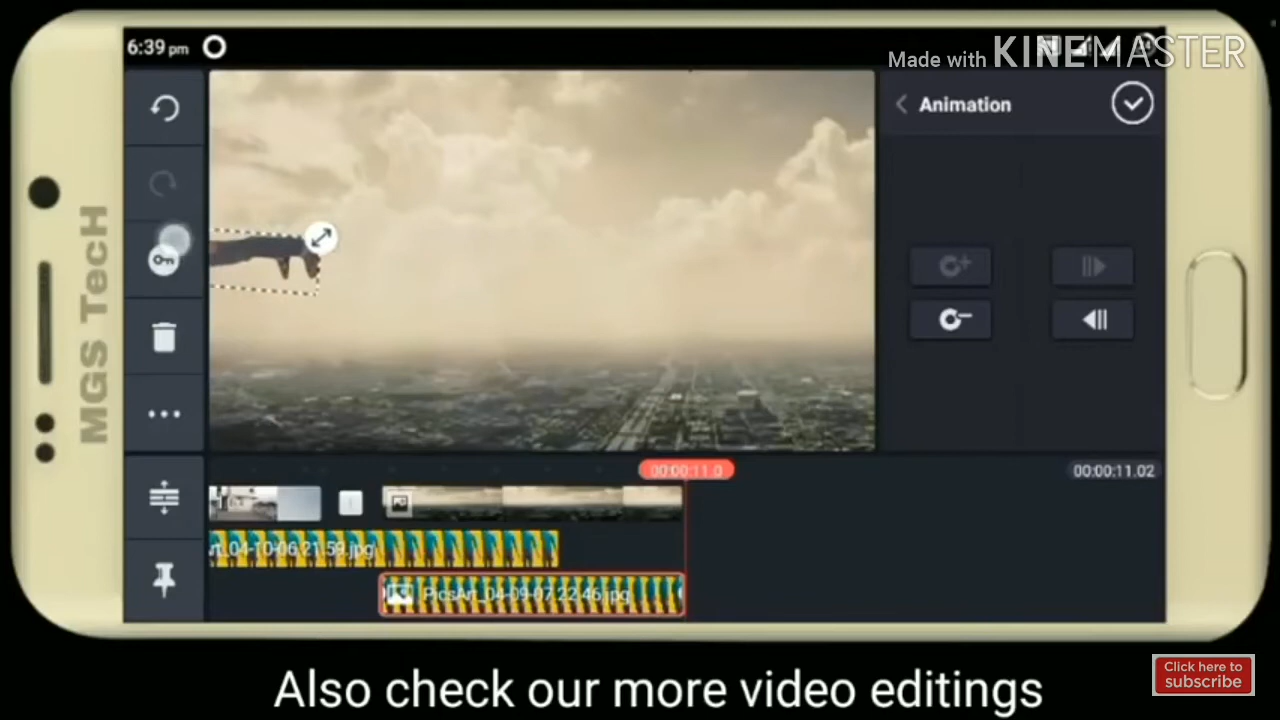 6:39 pm
Made with KINEMASTER
Animation
MGS TecH
00:00:11.0
00:00:11.02
rt_04-10-06.21.59.jpg
PicsArt_04-09-07.22.46.jpg
Also check our more video editings
Click here to
subscribe